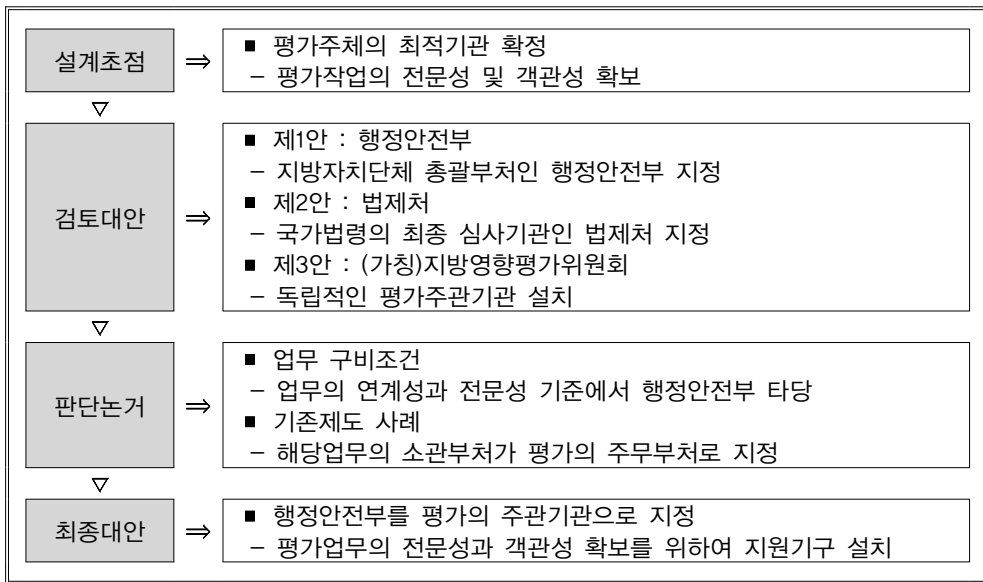 설계초점
⇒
■ 평가주체의 최적기관 확정
– 평가작업의 전문성 및 객관성 확보
▽
검토대안
⇒
■ 제1안 : 행정안전부
– 지방자치단체 총괄부처인 행정안전부 지정
■ 제2안 : 법제처
– 국가법령의 최종 심사기관인 법제처 지정
■ 제3안 : (가칭)지방영향평가위원회
– 독립적인 평가주관기관 설치
▽
판단논거
⇒
■ 업무 구비조건
– 업무의 연계성과 전문성 기준에서 행정안전부 타당
■ 기존제도 사례
– 해당업무의 소관부처가 평가의 주무부처로 지정
▽
최종대안
⇒
■ 행정안전부를 평가의 주관기관으로 지정
– 평가업무의 전문성과 객관성 확보를 위하여 지원기구 설치